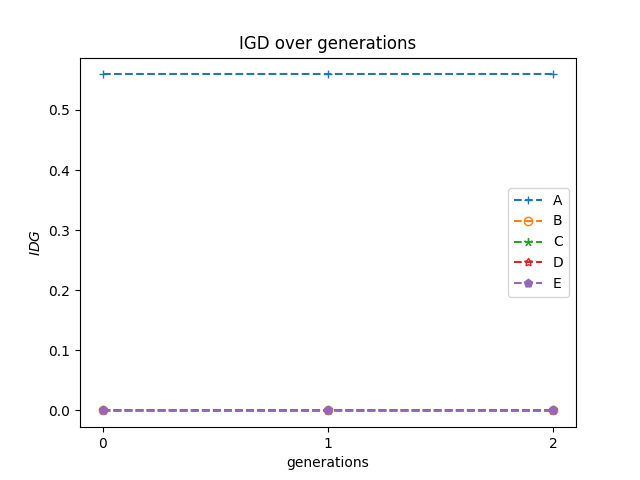 IGD over generations
IDG
0.5
0.4
0.3
0.2
0.1
0.0
A
B
C
D
E
0 1 2
generations